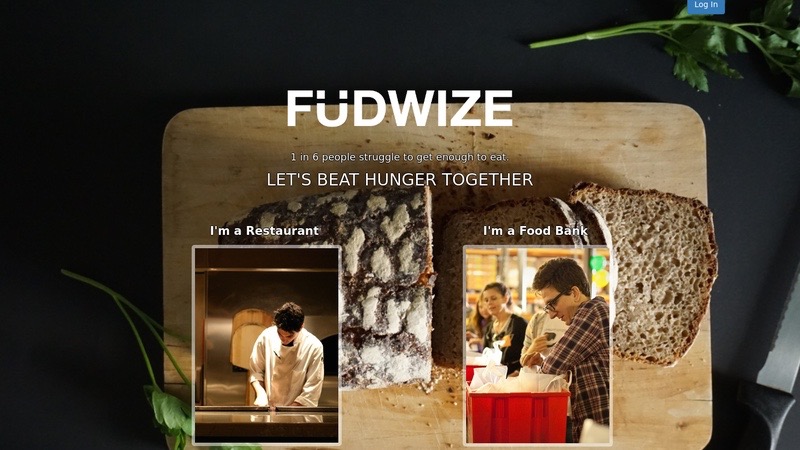 Log In
FÜDWIZE
1 in 6 people struggle to get enough to eat.
LET'S BEAT HUNGER TOGETHER
I'm a Restaurant
I'm a Food Bank